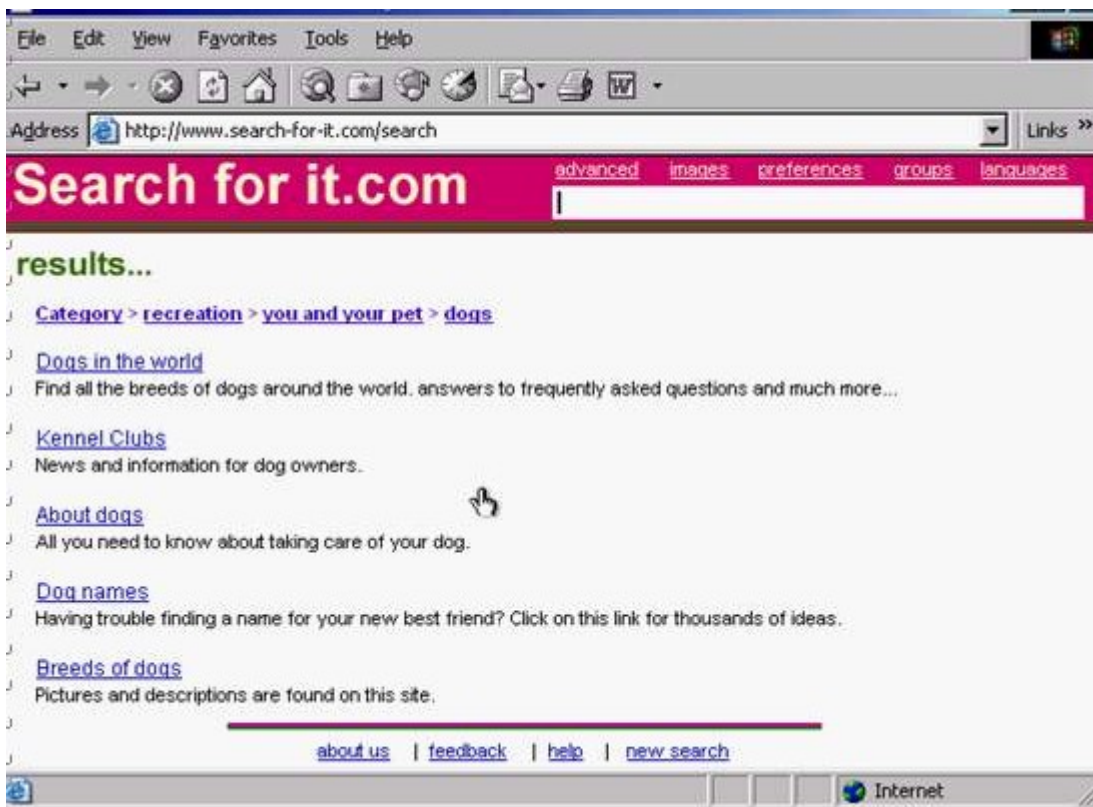 File Edit View Favorites Tools Help
Address http://www.search-for-it.com/search Links »
Search for it.com
advanced images preferences groups languages
results...
Category > recreation > you and your pet > dogs
Dogs in the world
Find all the breeds of dogs around the world. answers to frequently asked questions and much more...
Kennel Clubs
News and information for dog owners.
About dogs
All you need to know about taking care of your dog.
Dog names
Having trouble finding a name for your new best friend? Click on this link for thousands of ideas.
Breeds of dogs
Pictures and descriptions are found on this site.
about us | feedback | help | new search
Internet